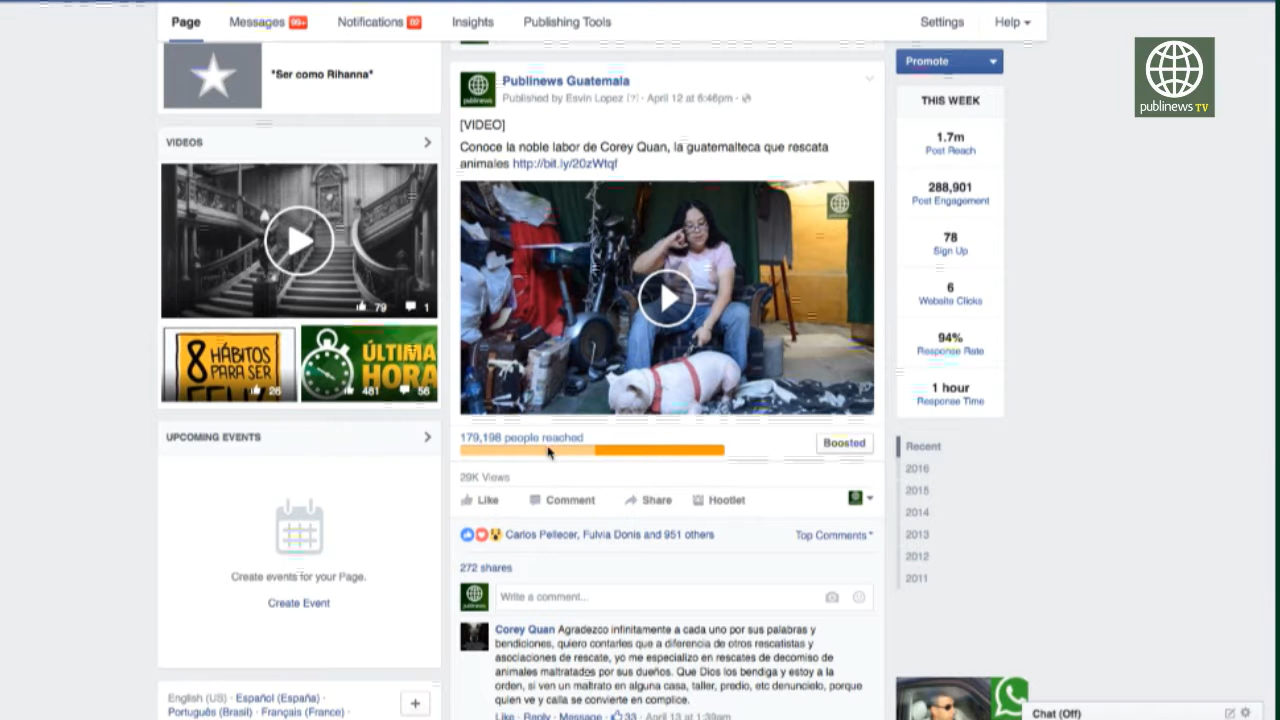 Page
Messages 99+
Notifications
Insights
Publishing Tools
Settings
Help
publinews TV
"Ser como Rihanna"
VIDEOS
79
1
8 HÁBITOS
PARA SER
26
ÚLTIMA
HORA
481
56
UPCOMING EVENTS
Create events for your Page.
Create Event
English (US) · Español (España) ·
Português (Brasil) · Français (France) ·
Publinews Guatemala
Published by Esvin Lopez [?] · April 12 at 6:46pm ·
[VIDEO]
Conoce la noble labor de Corey Quan, la guatemalteca que rescata
animales http://bit.ly/20zWtqf
179,198 people reached
Boosted
29K Views
Like
Comment
Share
Hootlet
Carlos Pellecer, Fulvia Donis and 951 others
Top Comments
272 shares
Write a comment...
Corey Quan Agradezco infinitamente a cada uno por sus palabras y
bendiciones, quiero contarles que a diferencia de otros rescatistas y
asociaciones de rescate, yo me especializo en rescates de decomiso de
animales maltratados por sus dueños. Que Dios los bendiga y estoy a la
orden, si ven un maltrato en alguna casa, taller, predio, etc denuncielo, porque
quien ve y calla se convierte en complice.
Like · Reply · Message · 33 · April 13 at 1:39am
Promote
THIS WEEK
1.7m
Post Reach
288,901
Post Engagement
78
Sign Up
6
Website Clicks
94%
Response Rate
1 hour
Response Time
Recent
2016
2015
2014
2013
2012
2011
Chat (Off)